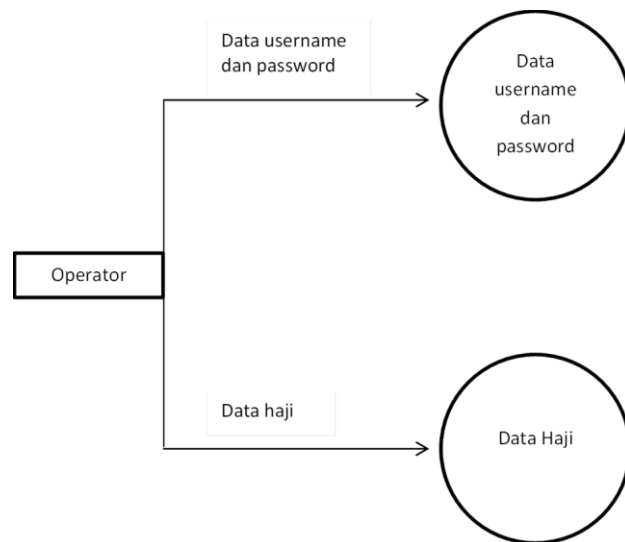 Data username
dan password
Data
username
dan
password
Operator
Data haji
Data Haji